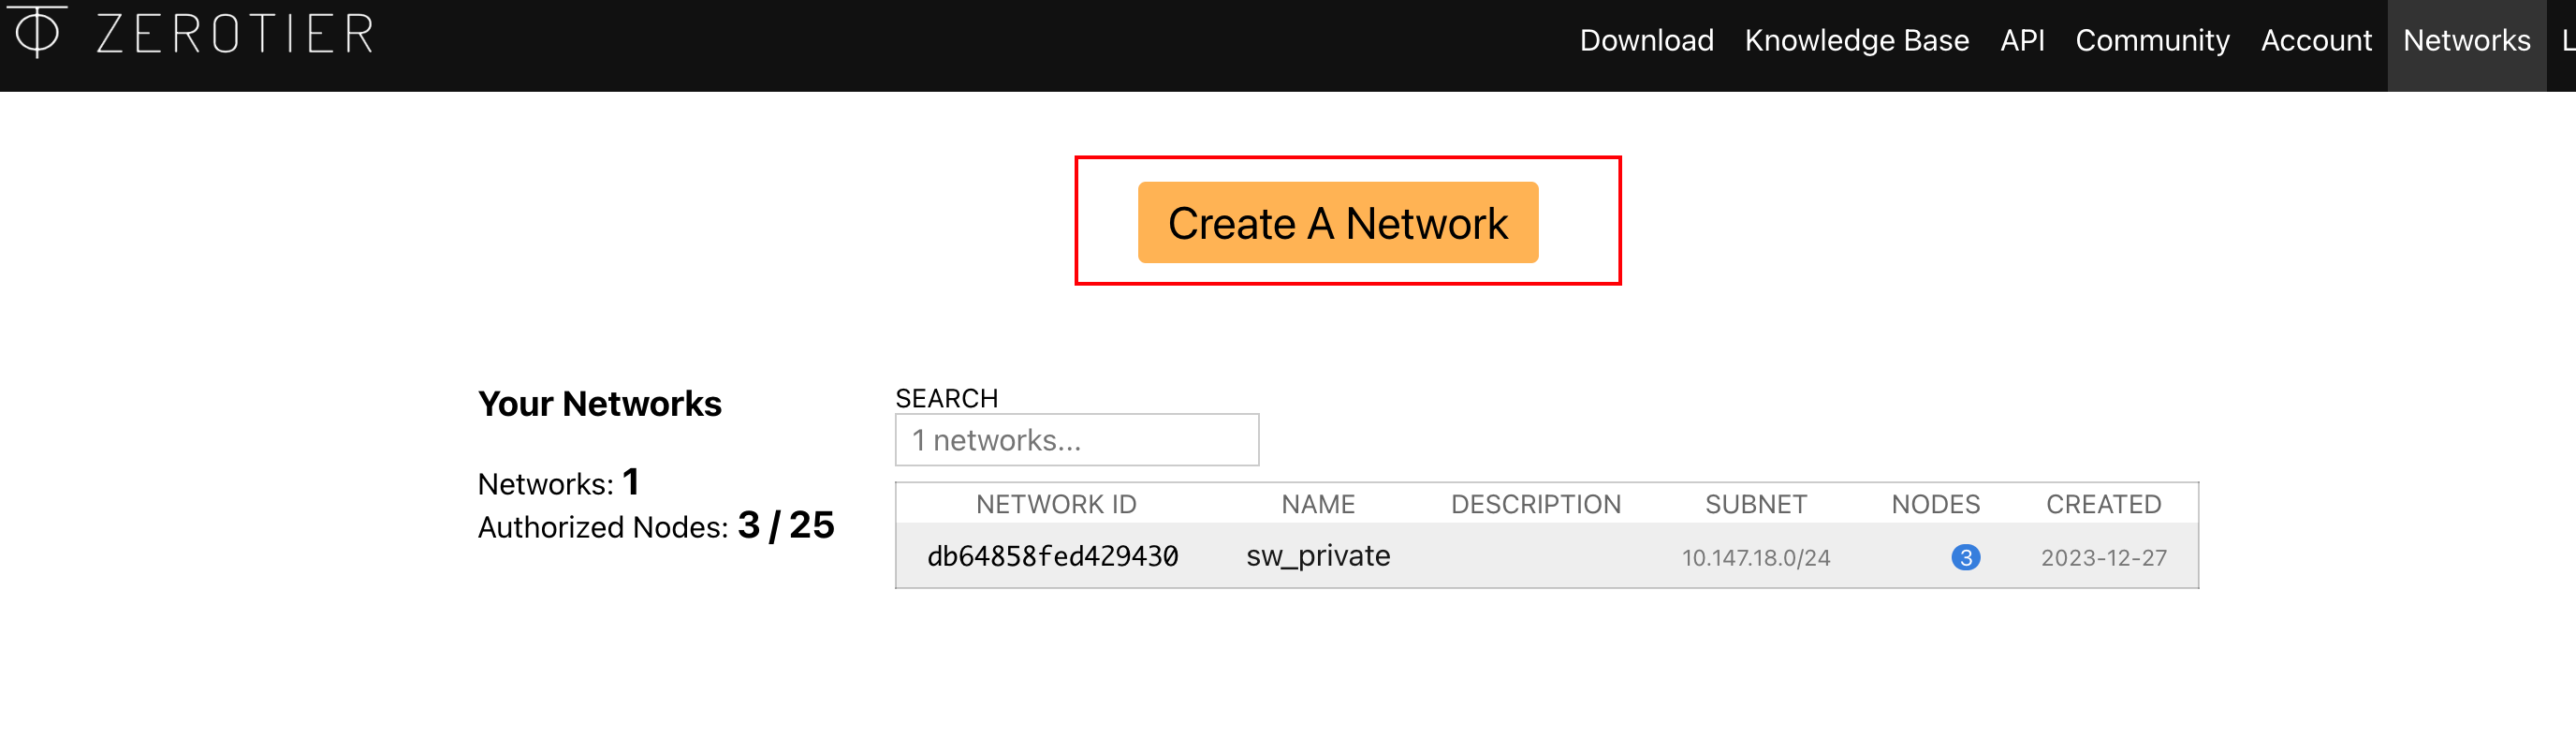 ZEROTIER
Download Knowledge Base API Community Account Networks L
Create A Network
Your Networks
Networks: 1
Authorized Nodes: 3 / 25
SEARCH
1 networks...
NETWORK ID NAME DESCRIPTION SUBNET NODES CREATED
db64858fed429430 sw_private 10.147.18.0/24 3 2023-12-27